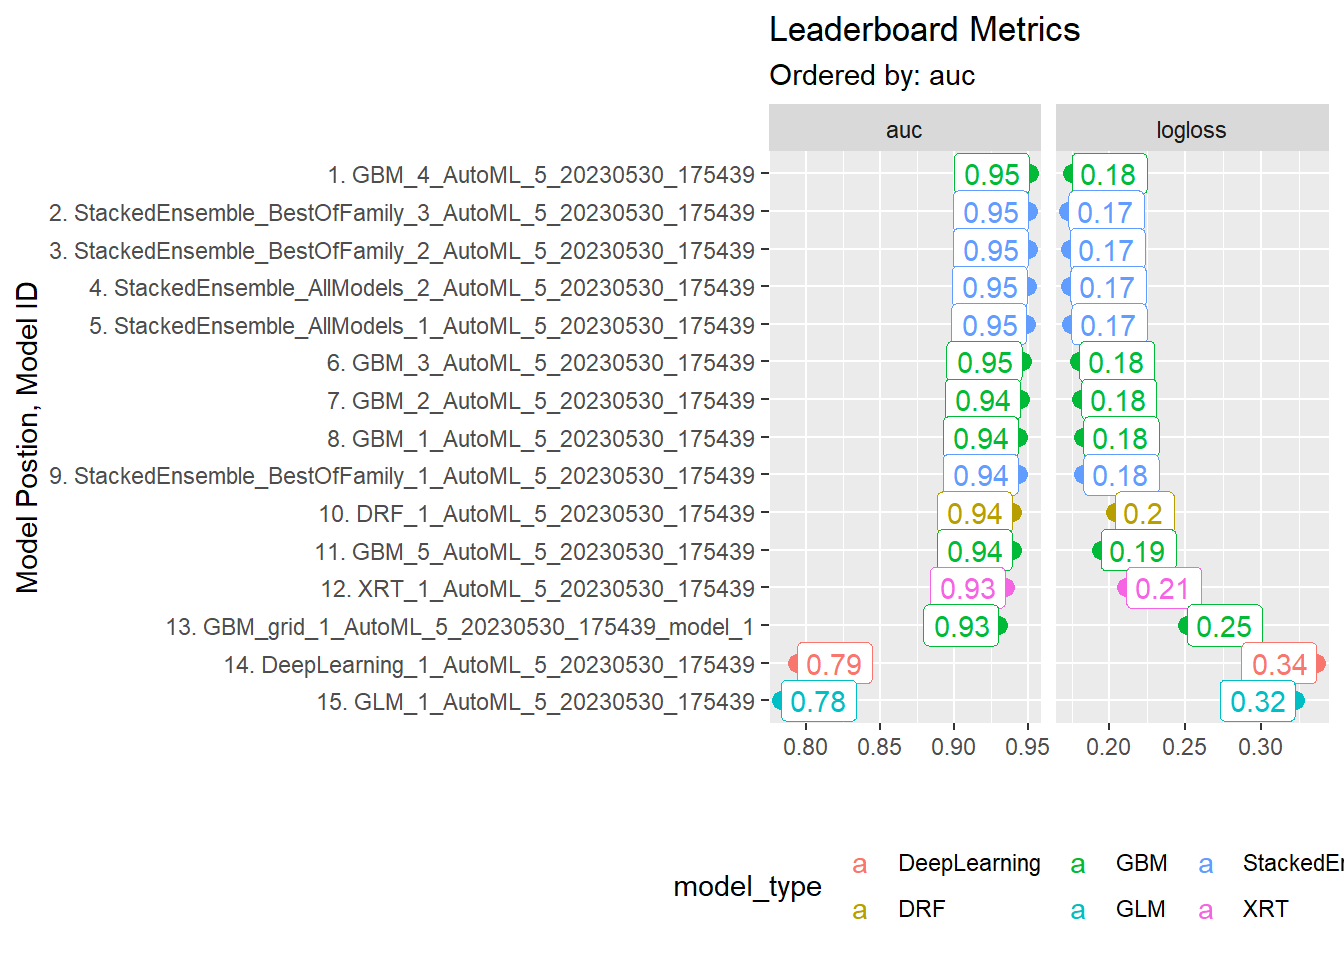 Leaderboard Metrics
Ordered by: auc
auc logloss
Model Postion, Model ID
1. GBM_4_AutoML_5_20230530_175439 0.95 0.18
2. StackedEnsemble_BestOfFamily_3_AutoML_5_20230530_175439 0.95 0.17
3. StackedEnsemble_BestOfFamily_2_AutoML_5_20230530_175439 0.95 0.17
4. StackedEnsemble_AllModels_2_AutoML_5_20230530_175439 0.95 0.17
5. StackedEnsemble_AllModels_1_AutoML_5_20230530_175439 0.95 0.17
6. GBM_3_AutoML_5_20230530_175439 0.95 0.18
7. GBM_2_AutoML_5_20230530_175439 0.94 0.18
8. GBM_1_AutoML_5_20230530_175439 0.94 0.18
9. StackedEnsemble_BestOfFamily_1_AutoML_5_20230530_175439 0.94 0.18
10. DRF_1_AutoML_5_20230530_175439 0.94 0.2
11. GBM_5_AutoML_5_20230530_175439 0.94 0.19
12. XRT_1_AutoML_5_20230530_175439 0.93 0.21
13. GBM_grid_1_AutoML_5_20230530_175439_model_1 0.93 0.25
14. DeepLearning_1_AutoML_5_20230530_175439 0.79 0.34
15. GLM_1_AutoML_5_20230530_175439 0.78 0.32
0.80 0.85 0.90 0.95 0.20 0.25 0.30
model_type
a DeepLearning a GBM a StackedEr
a DRF a GLM a XRT